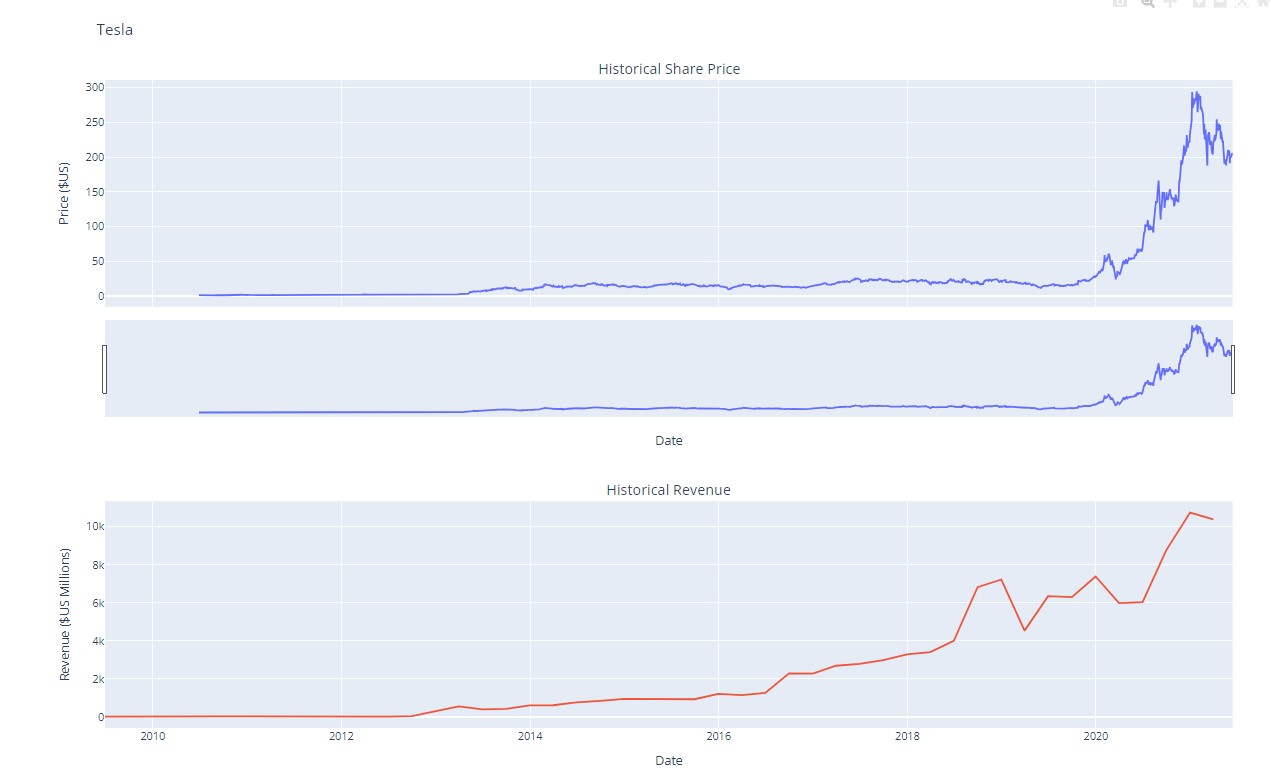 Tesla
Historical Share Price
300
250
200
150
100
50
0
Price ($US)
Date
Historical Revenue
10k
8k
6k
4k
2k
0
Revenue ($US Millions)
2010 2012 2014 2016 2018 2020
Date